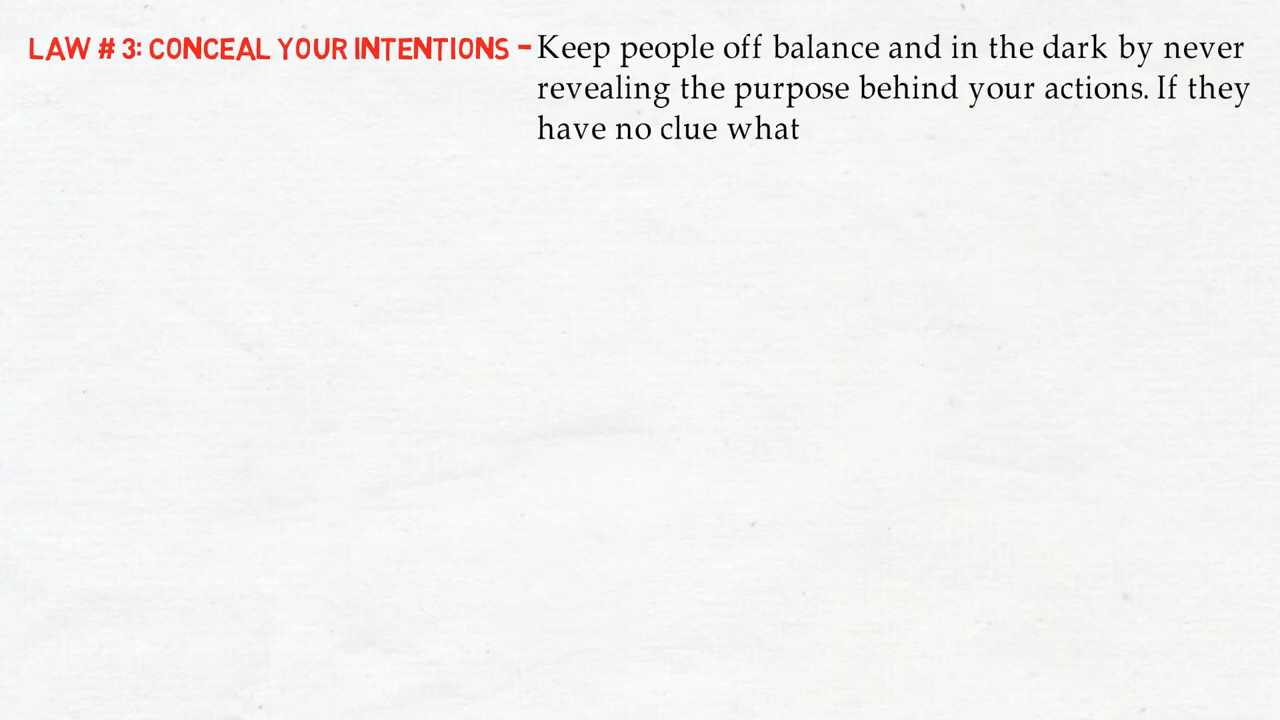 LAW # 3: CONCEAL YOUR INTENTIONS - Keep people off balance and in the dark by never
revealing the purpose behind your actions. If they
have no clue what